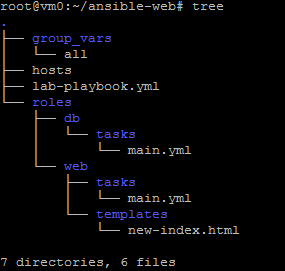 root@vm0:~/ansible-web# tree
.
├── group_vars
│   └── all
├── hosts
├── lab-playbook.yml
└── roles
    ├── db
    │   └── tasks
    │       └── main.yml
    └── web
        ├── tasks
        │   └── main.yml
        └── templates
            └── new-index.html

7 directories, 6 files